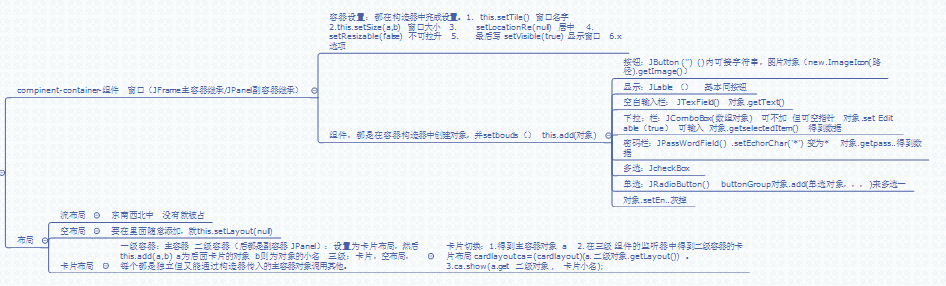 容器设置：都在构造器中完成设置。1、this.setTile() 窗口名字
2.this.setSize(a,b) 窗口大小 3、 setLocationRe(null) 居中 4、
setResizable(false) 不可拉升 5、 最后写 setVisible(true) 显示窗口 6.x
选项
compinent-container-组件 窗口（JFrame主容器继承/JPanel副容器继承）
组件，都是在容器构造器中创建对象，并setbouds（） this.add(对象)
按钮：JButton ('') ()内可接字符串，图片对象（new.ImageIcon(路
径).getImage()）
显示：JLable （） 基本同按钮
空白输入栏：JTexField() 对象.getText()
下拉：栏：JComboBox(数组对象) 可不加 但可空指针 对象.set Edit
able（true） 可输入 对象.getselectedItem() 得到数据
密码栏：JPassWordField() .setEchorChar('*') 变为* 对象.getpass..得到数
据
多选：JcheckBox
单选：JRadioButton() buttonGroup对象.add(单选对象，。。)来多选一
对象.setEn..灰掉
布局
流布局 东南西北中 没有就被占
空布局 要在里面随意添加，就this.setLayout(null)
卡片布局
一级容器：主容器 二级容器（后都是副容器 JPanel）：设置为卡片布局，然后
this.add(a,b) a为后面卡片的对象 b则为对象的小名 三级：卡片，空布局，
每个都是独立但又能通过构造器传入的主容器对象调用其他。
卡片切换：1.得到主容器对象 a 2.在三级 组件的监听器中得到二级容器的卡
片布局 cardlayoutca=(cardlayout)(a.二级对象.getLayout()) 。
3.ca.show(a.get 二级对象， 卡片小名);